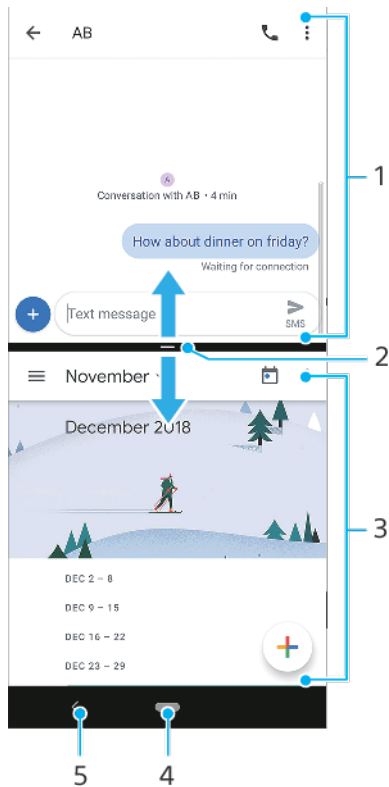 AB
1
Conversation with AB • 4 min
How about dinner on friday?
Waiting for connection
Text message
SMS
2
November
December 2018
3
DEC 2 – 8
DEC 9 – 15
DEC 16 – 22
DEC 23 – 29
5
4